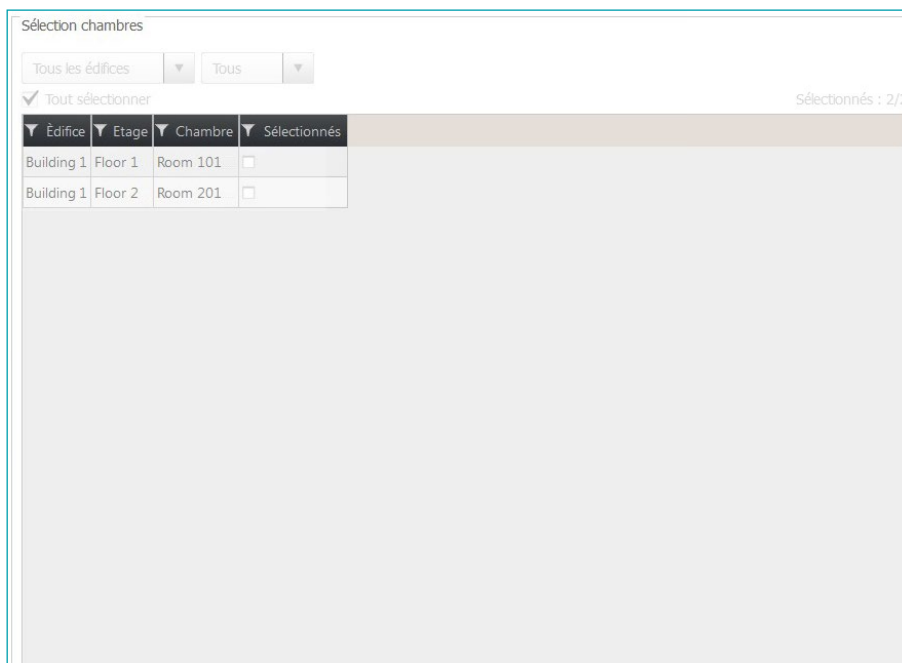 Sélection chambres
Tous les édifices Tous
Tout sélectionner Sélectionnés : 2/
Èdifice Etage Chambre Sélectionnés
Building 1 Floor 1 Room 101
Building 1 Floor 2 Room 201